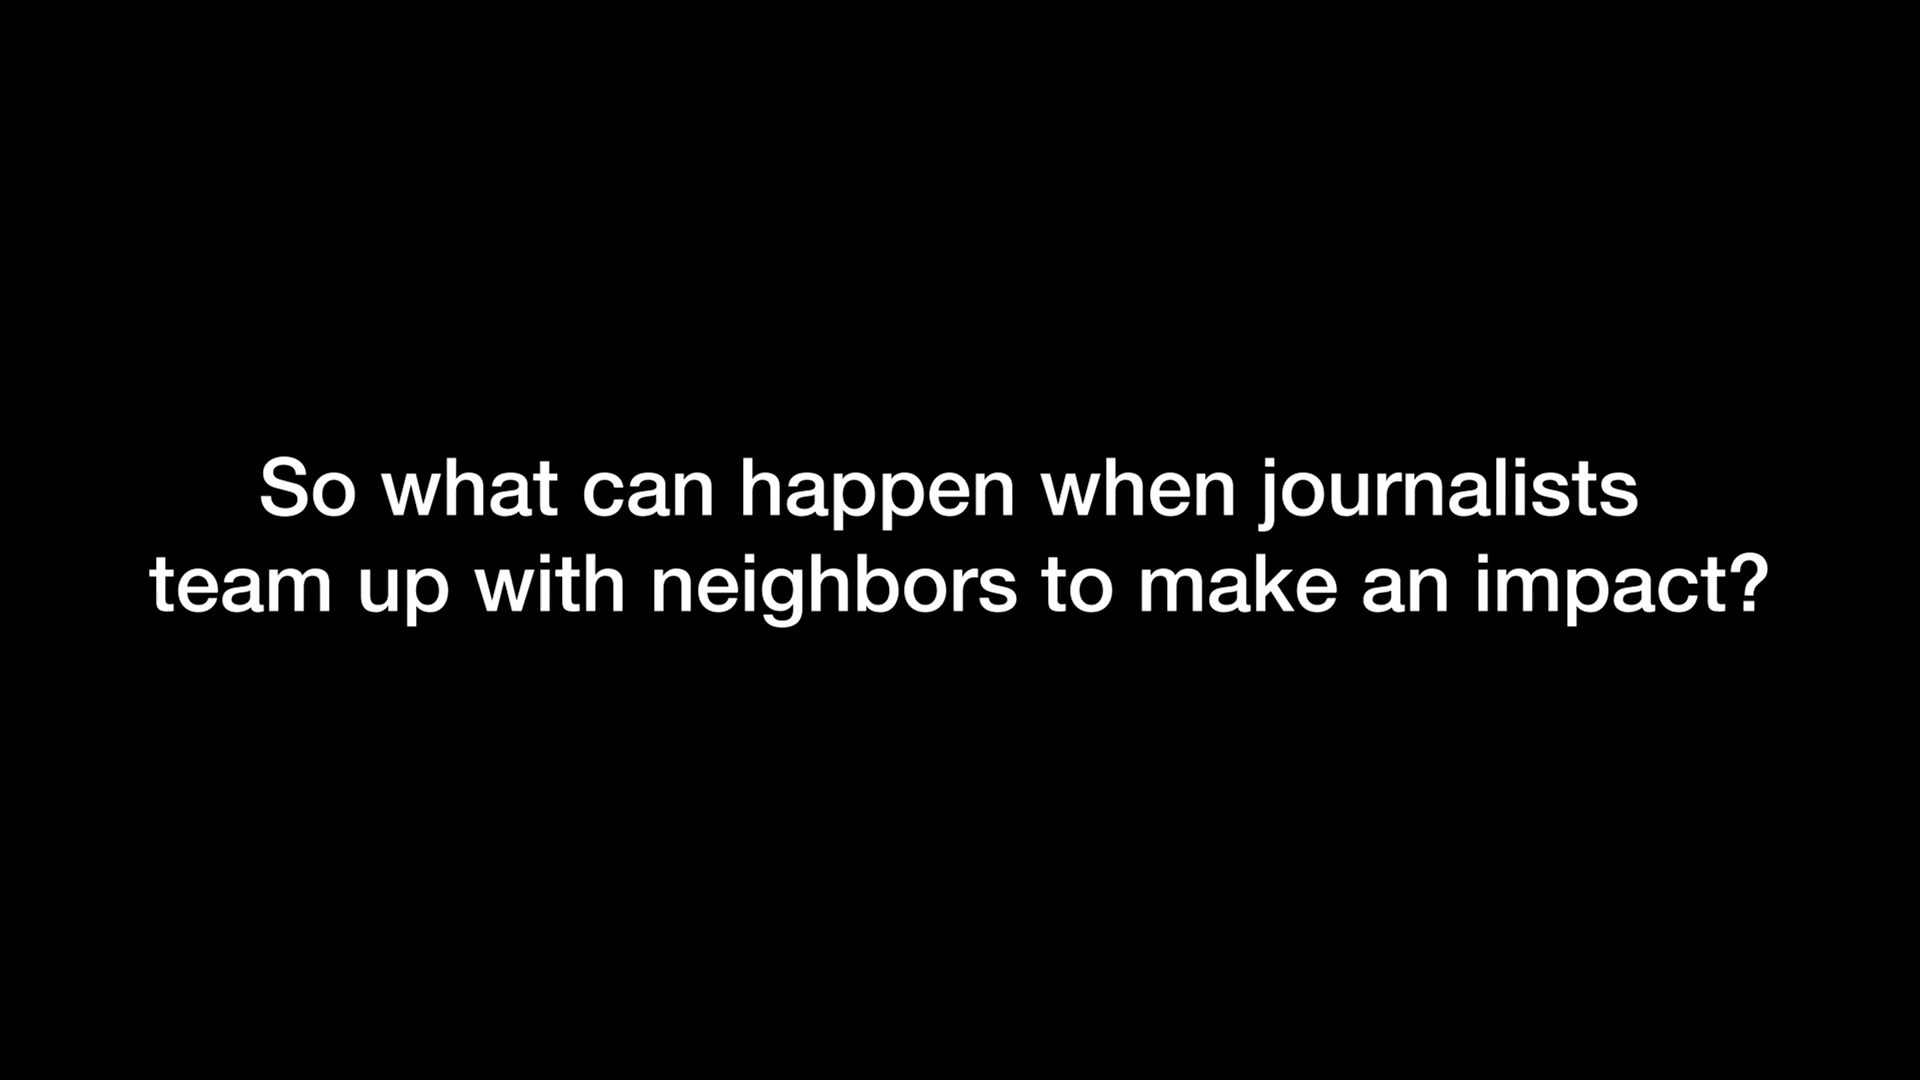 So what can happen when journalists
team up with neighbors to make an impact?